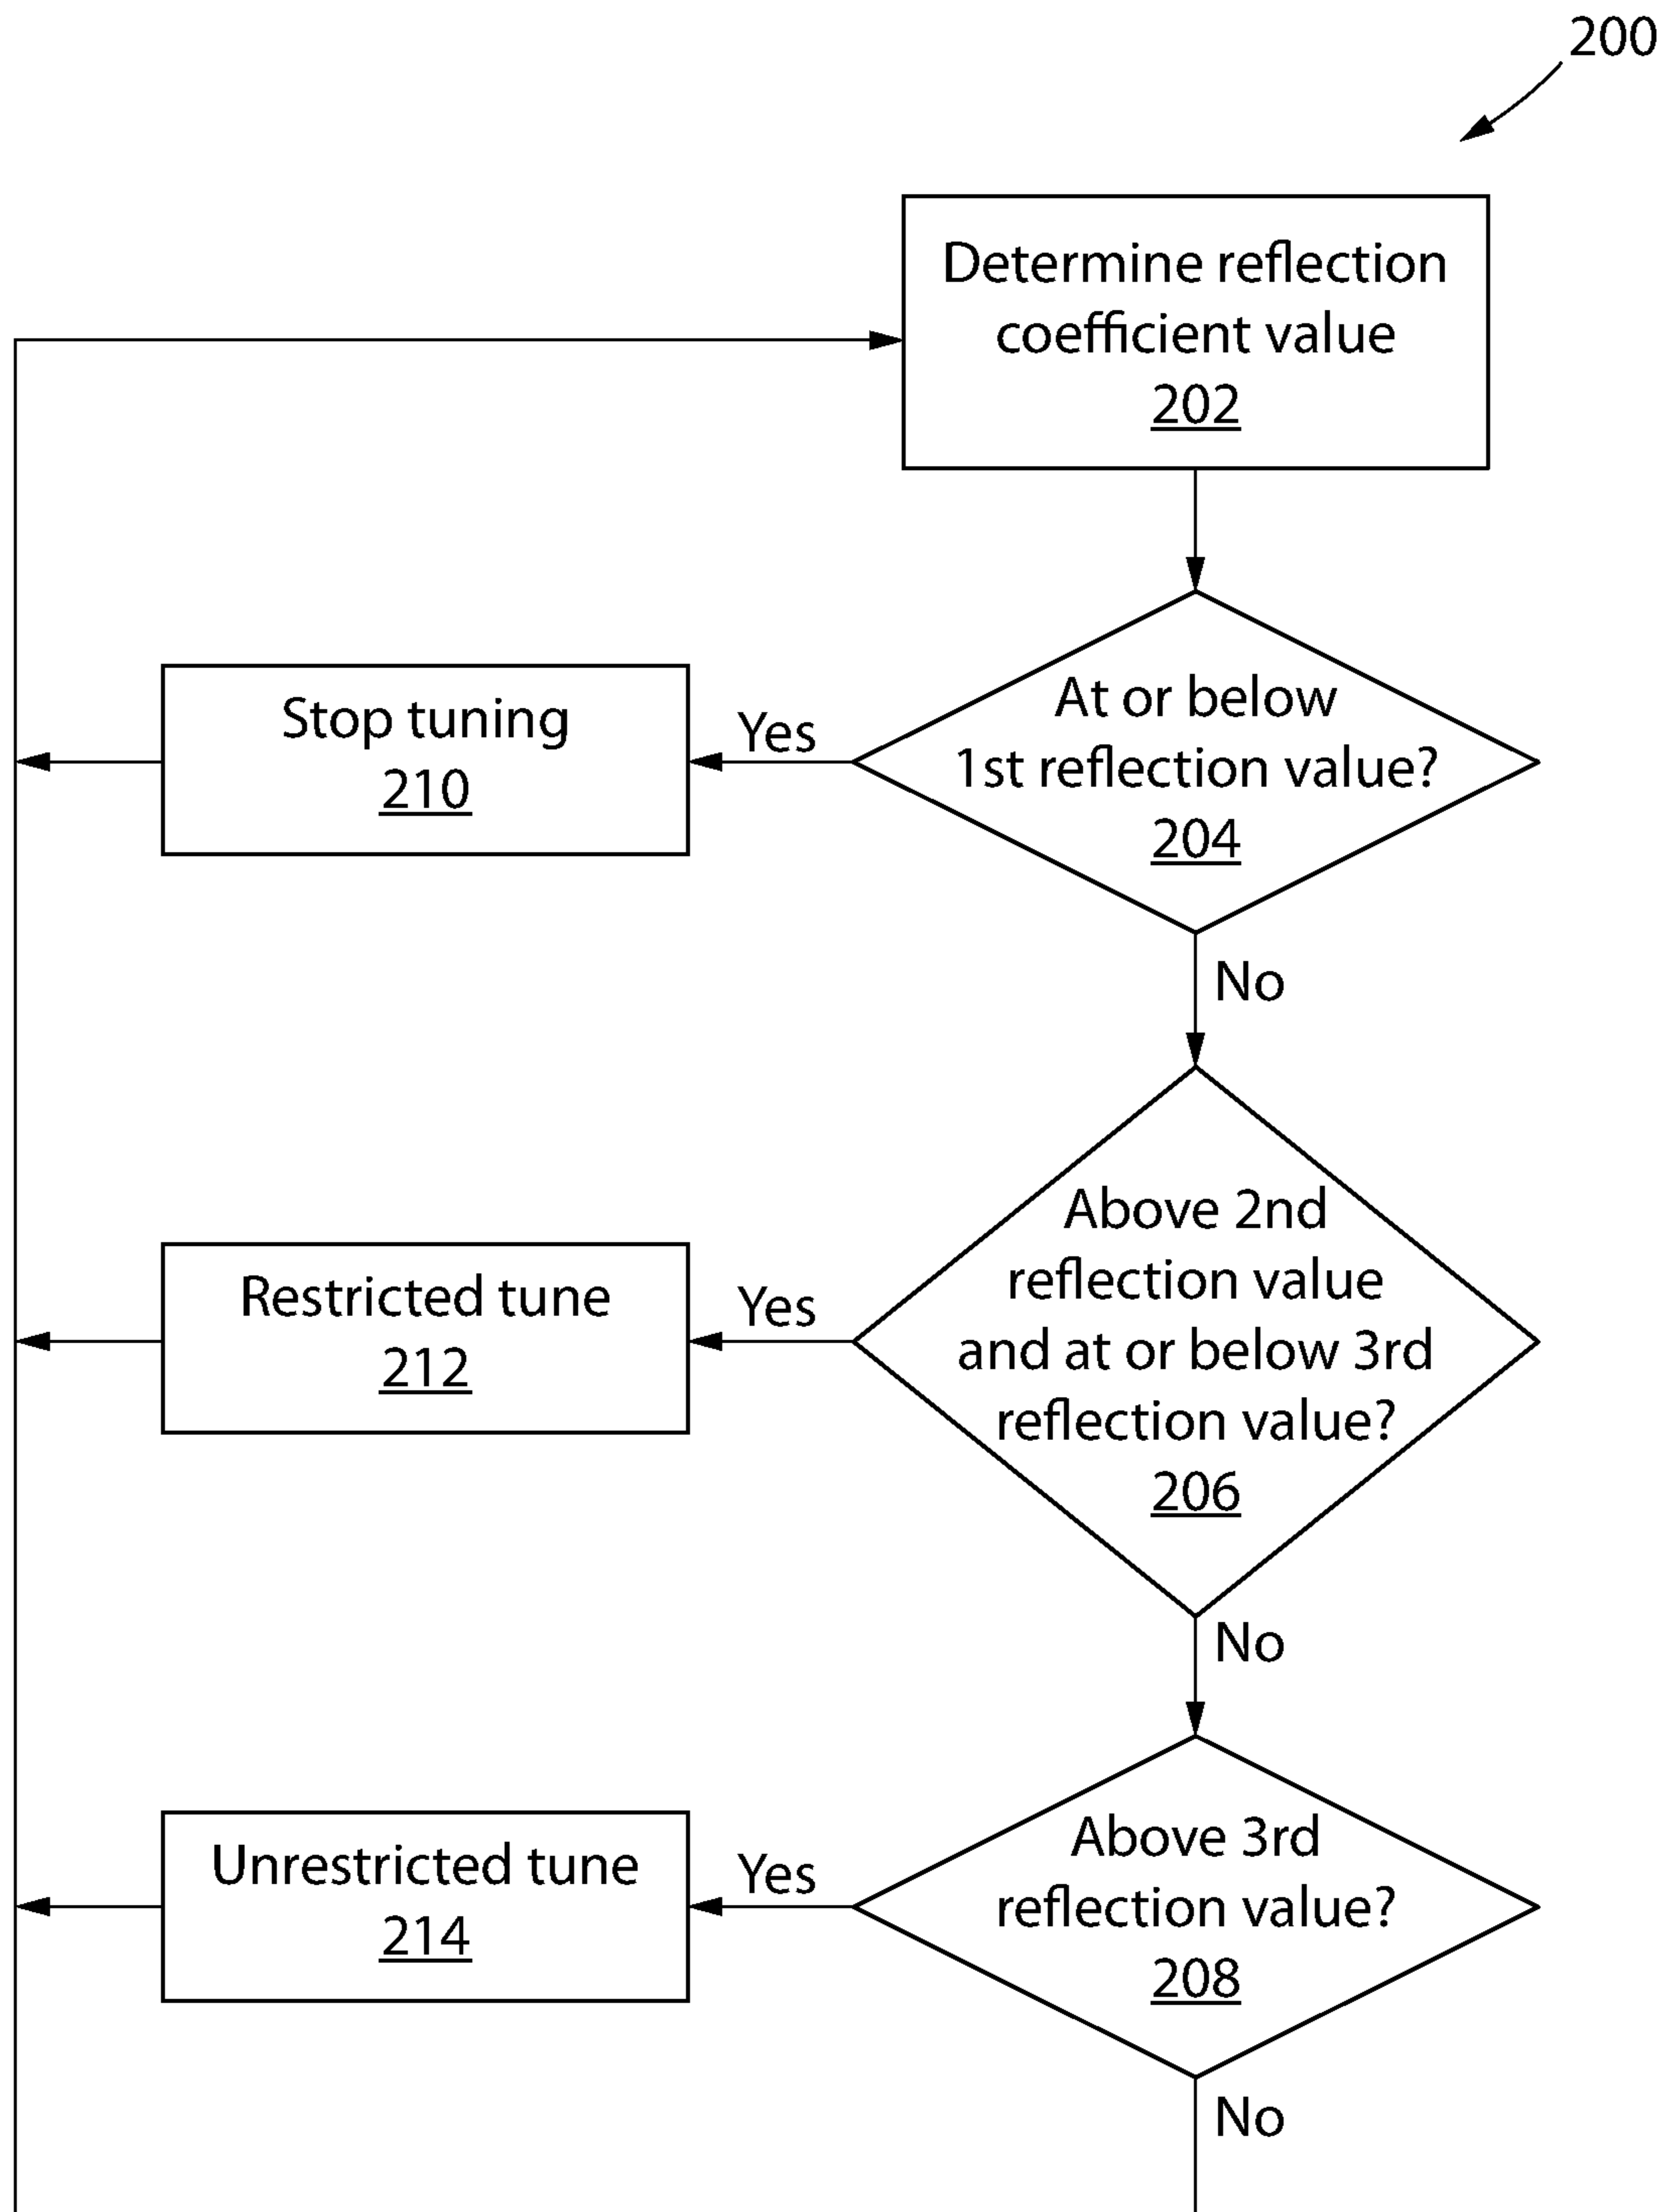 200
Determine reflection
coefficient value
202
At or below
1st reflection value?
204
Yes
Stop tuning
210
No
Above 2nd
reflection value
and at or below 3rd
reflection value?
206
Yes
Restricted tune
212
No
Above 3rd
reflection value?
208
Yes
Unrestricted tune
214
No